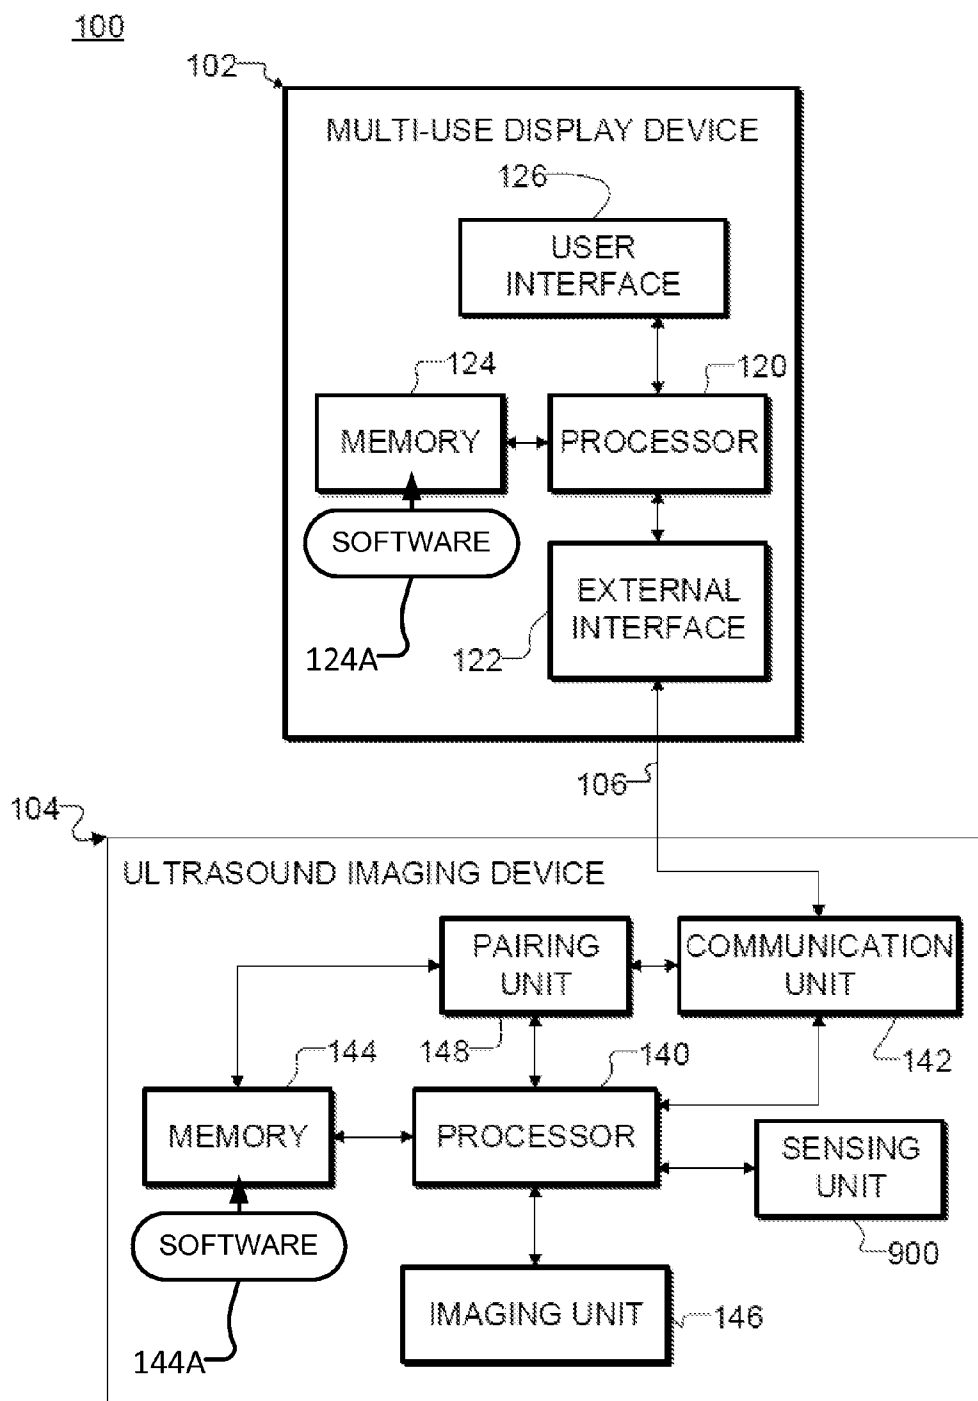 100
102
MULTI-USE DISPLAY DEVICE
126
USER
INTERFACE
124
120
MEMORY
PROCESSOR
SOFTWARE
EXTERNAL
INTERFACE
124A
122
106
104
ULTRASOUND IMAGING DEVICE
PAIRING
UNIT
COMMUNICATION
UNIT
144
148
140
142
MEMORY
PROCESSOR
SENSING
UNIT
SOFTWARE
900
IMAGING UNIT
146
144A